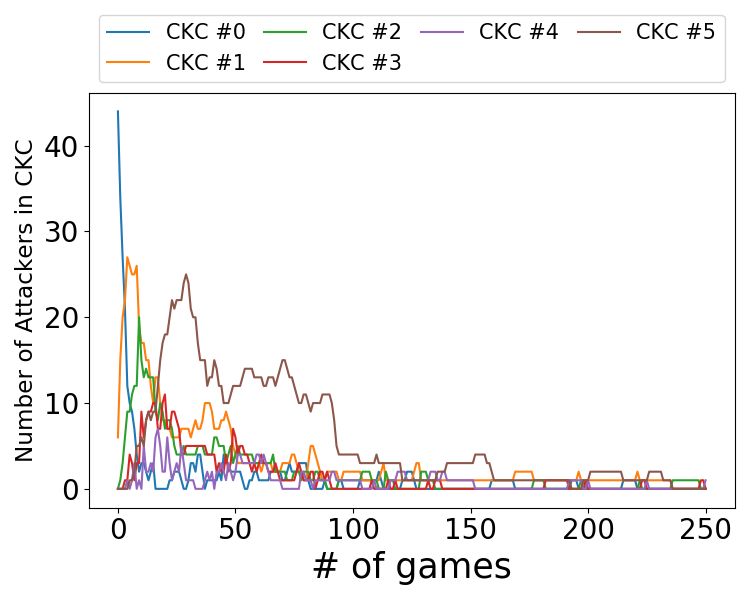 CKC #0 CKC #2 CKC #4 CKC #5
CKC #1 CKC #3
Number of Attackers in CKC
40
30
20
10
0
0 50 100 150 200 250
# of games